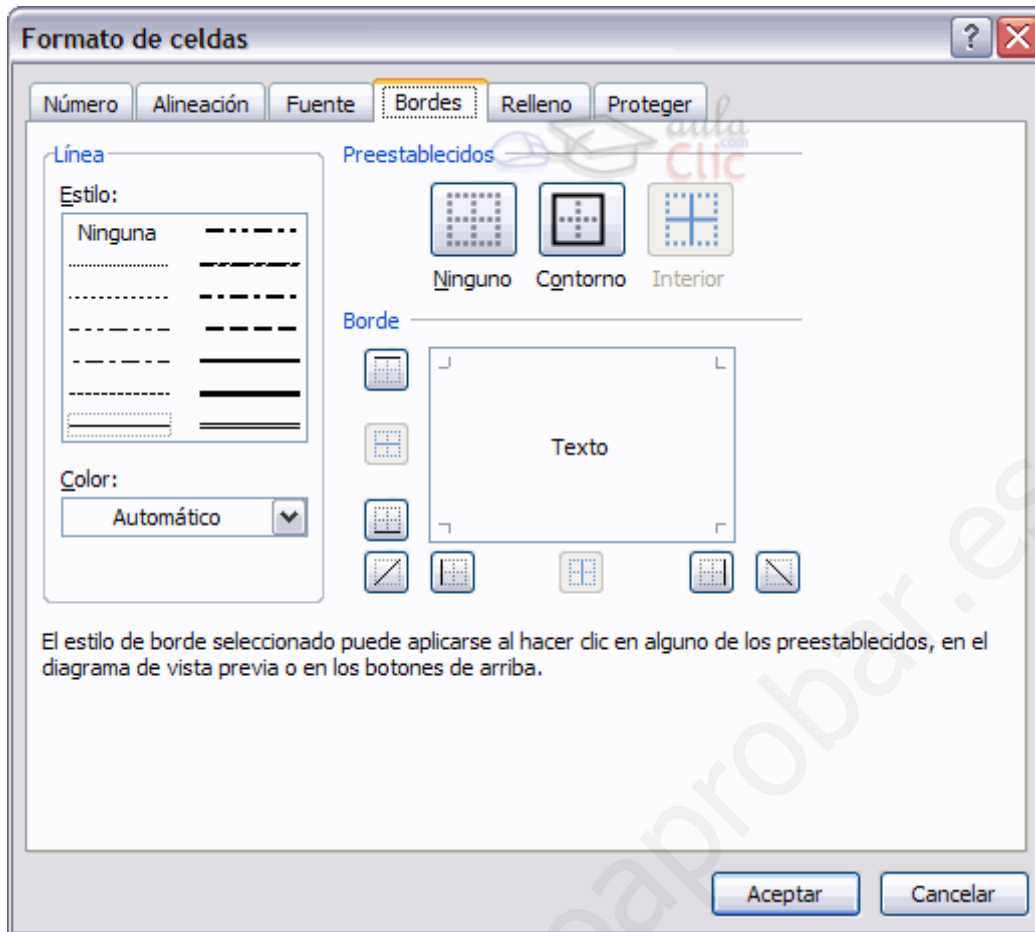 Formato de celdas
Número Alineación Fuente Bordes Relleno Proteger
aula
.com
Clic
Línea
Estilo:
Ninguna
Color:
Automático
Preestablecidos
Ninguno Contorno Interior
Borde
Texto
El estilo de borde seleccionado puede aplicarse al hacer clic en alguno de los preestablecidos, en el
diagrama de vista previa o en los botones de arriba.
Aceptar Cancelar
aprobar.es